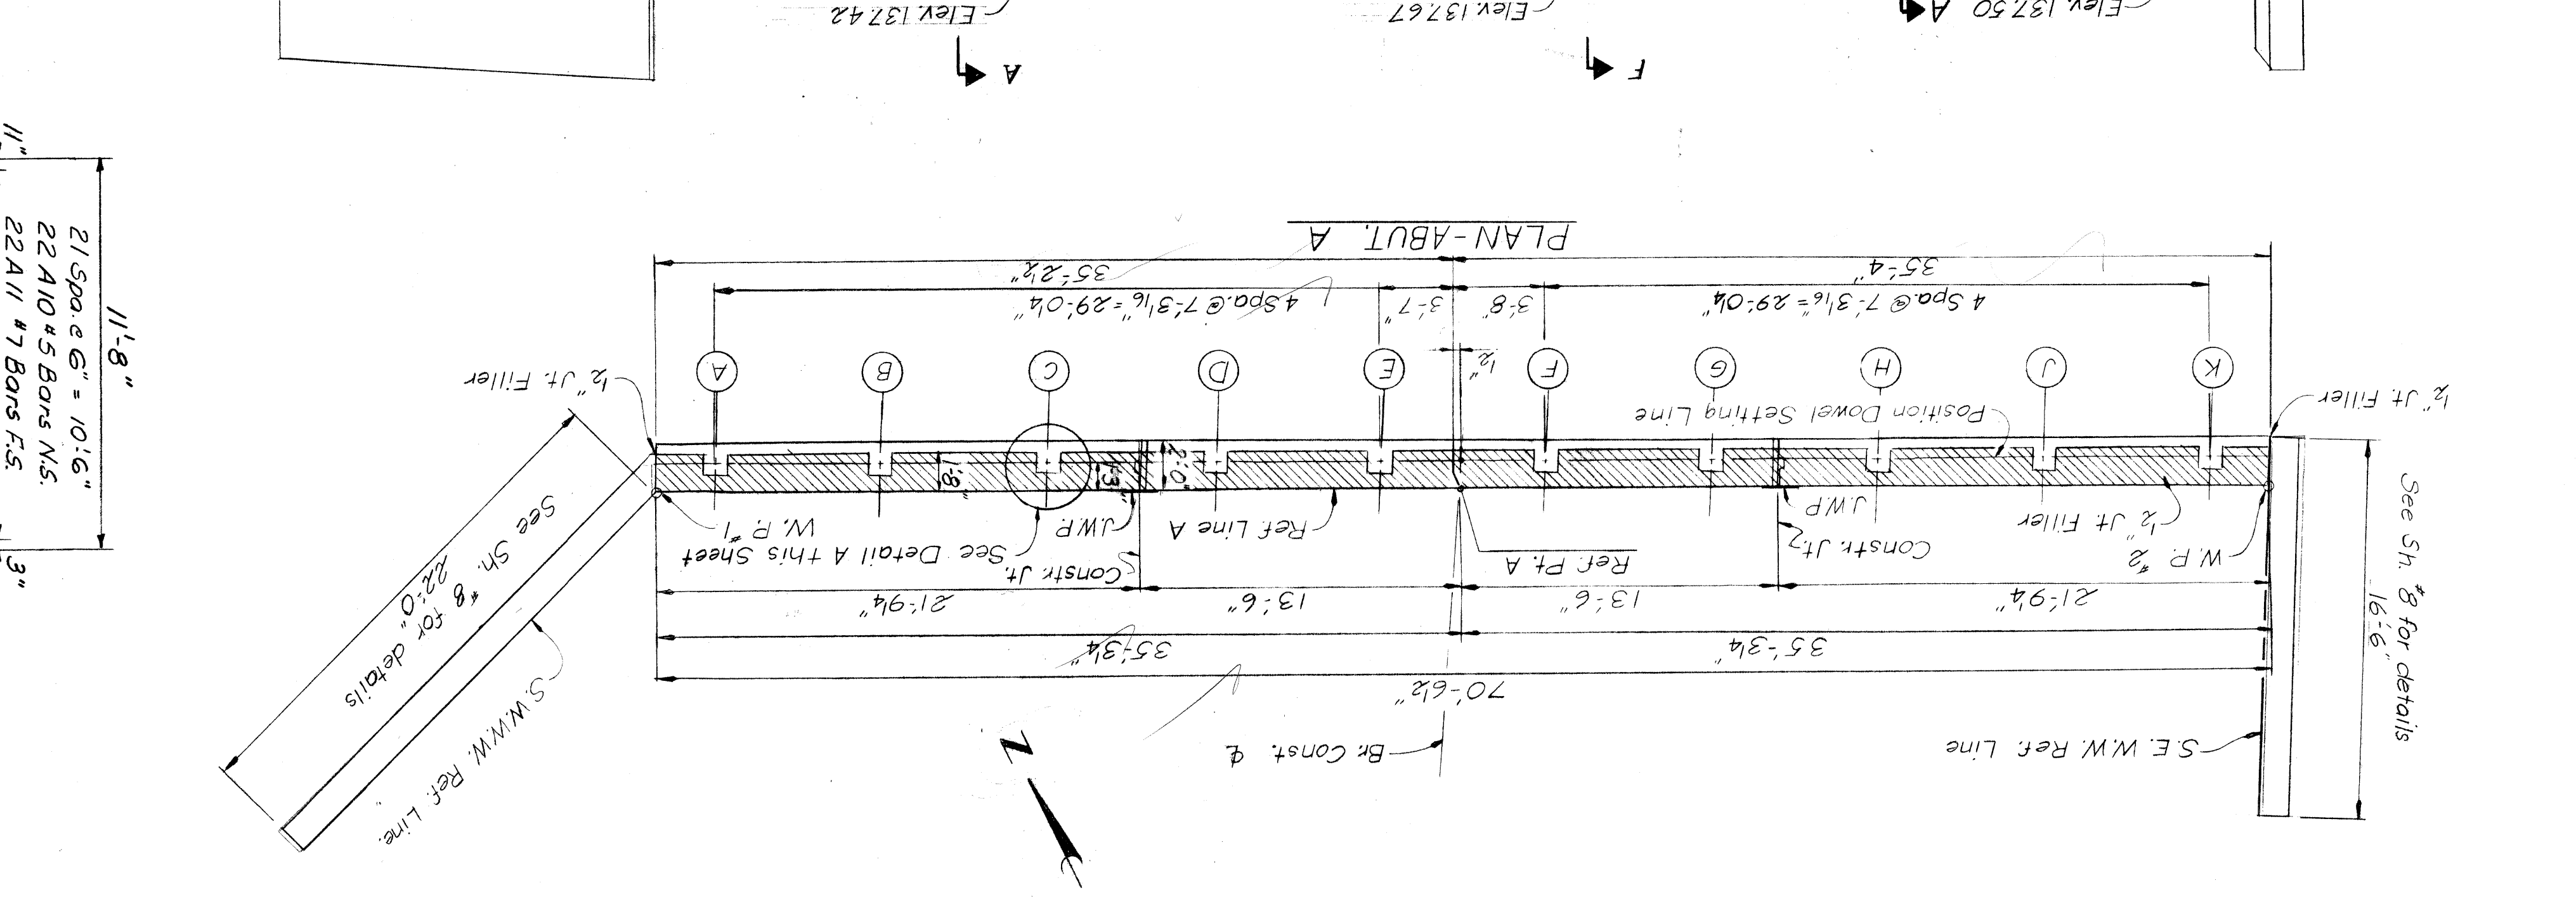 S.E. W.W. Ref. Line
Br. Const. ℄
N
S.W.W.W. Ref. Line.
See Sh. #8 for details
16'-6"
70'-6½"
35'-3¼"
35'-3¼"
See Sh. #8 for details
22'-0"
21'-9¼"
13'-6"
13'-6"
21'-9¼"
W.P. #2
Constr. Jt.
Ref. Pt. A
Constr. Jt.
See Detail A this Sheet
½" Jt. Filler
J.W.P.
Ref. Line A
J.W.P.
W.P. #1
2'-0"
1'-3"
1'-8"
½" Jt. Filler
Position Dowel Setting Line
½" Jt. Filler
K
J
H
G
F
½"
E
D
C
B
A
4 Spa.@ 7'-3 1/16"=29'-0¼"
3'-8"
3'-7"
4 Spa.@ 7'-3 1/16"=29'-0¼"
35'-4"
35'-2½"
PLAN-ABUT. A
11'-8"
21 Spa. @ 6" = 10'-6"
22 A10 #5 Bars N.S.
22 A11 #7 Bars F.S.
11"
3"
F
A
Elev. 137.50
A
Elev. 137.67
Elev. 137.42